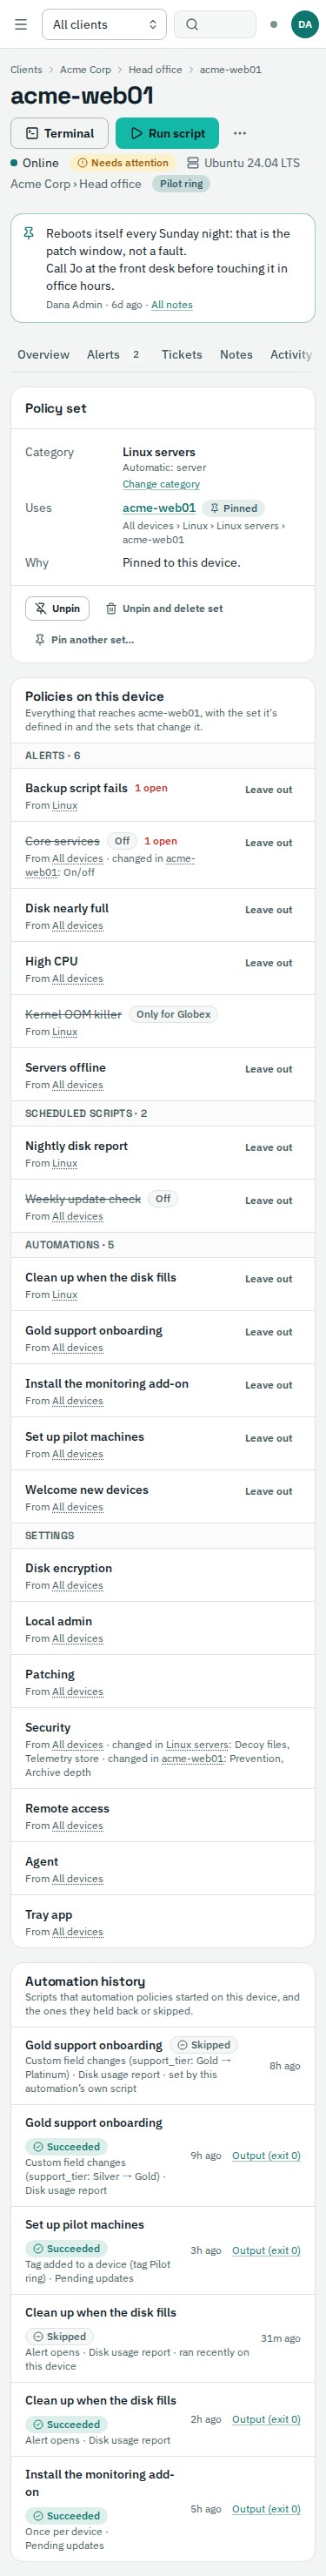 All clients
DA
Clients > Acme Corp > Head office > acme-web01
acme-web01
Terminal
Run script
Online
Needs attention
Ubuntu 24.04 LTS
Acme Corp › Head office
Pilot ring
Reboots itself every Sunday night: that is the
patch window, not a fault.
Call Jo at the front desk before touching it in
office hours.
Dana Admin · 6d ago · All notes
Overview
Alerts 2
Tickets
Notes
Activity
Policy set
Category
Linux servers
Automatic: server
Change category
Uses
acme-web01
Pinned
All devices › Linux › Linux servers ›
acme-web01
Why
Pinned to this device.
Unpin
Unpin and delete set
Pin another set...
Policies on this device
Everything that reaches acme-web01, with the set it's
defined in and the sets that change it.
ALERTS · 6
Backup script fails 1 open
Leave out
From Linux
Core services Off 1 open
Leave out
From All devices · changed in acme-
web01: On/off
Disk nearly full
Leave out
From All devices
High CPU
Leave out
From All devices
Kernel OOM killer Only for Globex
From Linux
Servers offline
Leave out
From All devices
SCHEDULED SCRIPTS · 2
Nightly disk report
Leave out
From Linux
Weekly update check Off
Leave out
From All devices
AUTOMATIONS · 5
Clean up when the disk fills
Leave out
From Linux
Gold support onboarding
Leave out
From All devices
Install the monitoring add-on
Leave out
From All devices
Set up pilot machines
Leave out
From All devices
Welcome new devices
Leave out
From All devices
SETTINGS
Disk encryption
From All devices
Local admin
From All devices
Patching
From All devices
Security
From All devices · changed in Linux servers: Decoy files,
Telemetry store · changed in acme-web01: Prevention,
Archive depth
Remote access
From All devices
Agent
From All devices
Tray app
From All devices
Automation history
Scripts that automation policies started on this device, and
the ones they held back or skipped.
Gold support onboarding Skipped
Custom field changes (support_tier: Gold →
Platinum) · Disk usage report · set by this
automation's own script
8h ago
Gold support onboarding
Succeeded
Custom field changes
(support_tier: Silver → Gold) ·
Disk usage report
9h ago
Output (exit 0)
Set up pilot machines
Succeeded
Tag added to a device (tag Pilot
ring) · Pending updates
3h ago
Output (exit 0)
Clean up when the disk fills
Skipped
Alert opens · Disk usage report · ran recently on
this device
31m ago
Clean up when the disk fills
Succeeded
Alert opens · Disk usage report
2h ago
Output (exit 0)
Install the monitoring add-
on
Succeeded
Once per device ·
Pending updates
5h ago
Output (exit 0)